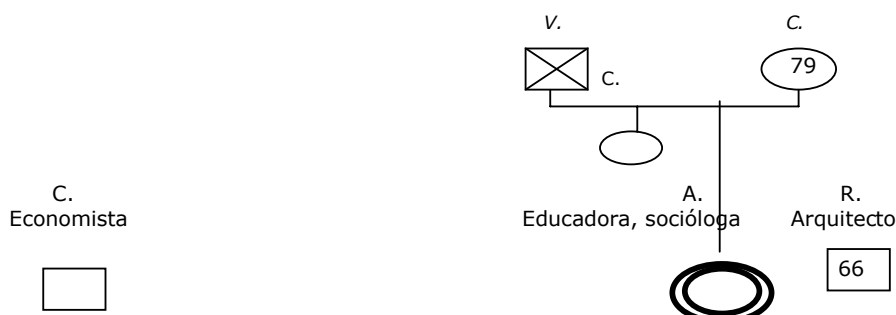 V. C.
79
C.
C. A. R.
Economista Educadora, socióloga Arquitecto
66